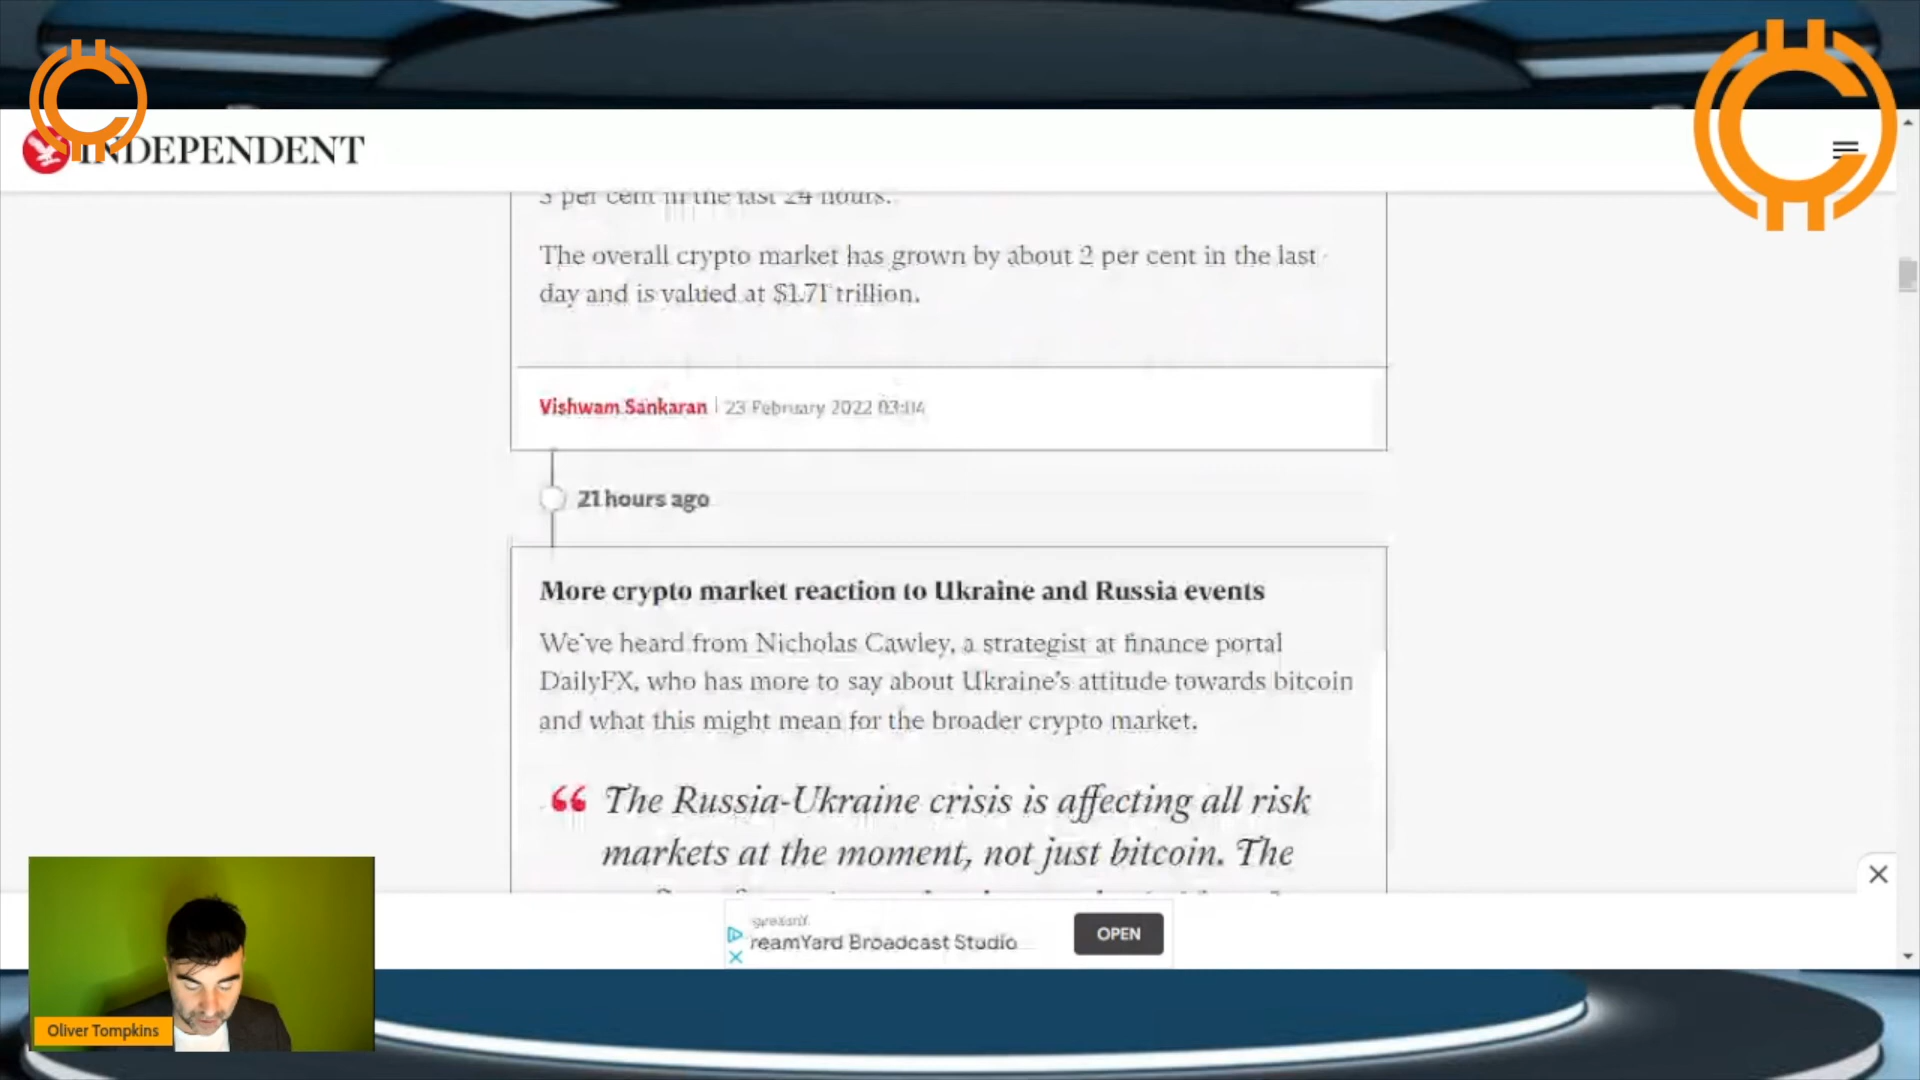 INDEPENDENT
3 per cent in the last 24 hours.
The overall crypto market has grown by about 2 per cent in the last
day and is valued at $1.71 trillion.
Vishwam Sankaran | 23 February 2022 03:04
21 hours ago
More crypto market reaction to Ukraine and Russia events
We've heard from Nicholas Cawley, a strategist at finance portal
DailyFX, who has more to say about Ukraine's attitude towards bitcoin
and what this might mean for the broader crypto market.
“ The Russia-Ukraine crisis is affecting all risk
markets at the moment, not just bitcoin. The
reamYard Broadcast Studio
OPEN
Oliver Tompkins